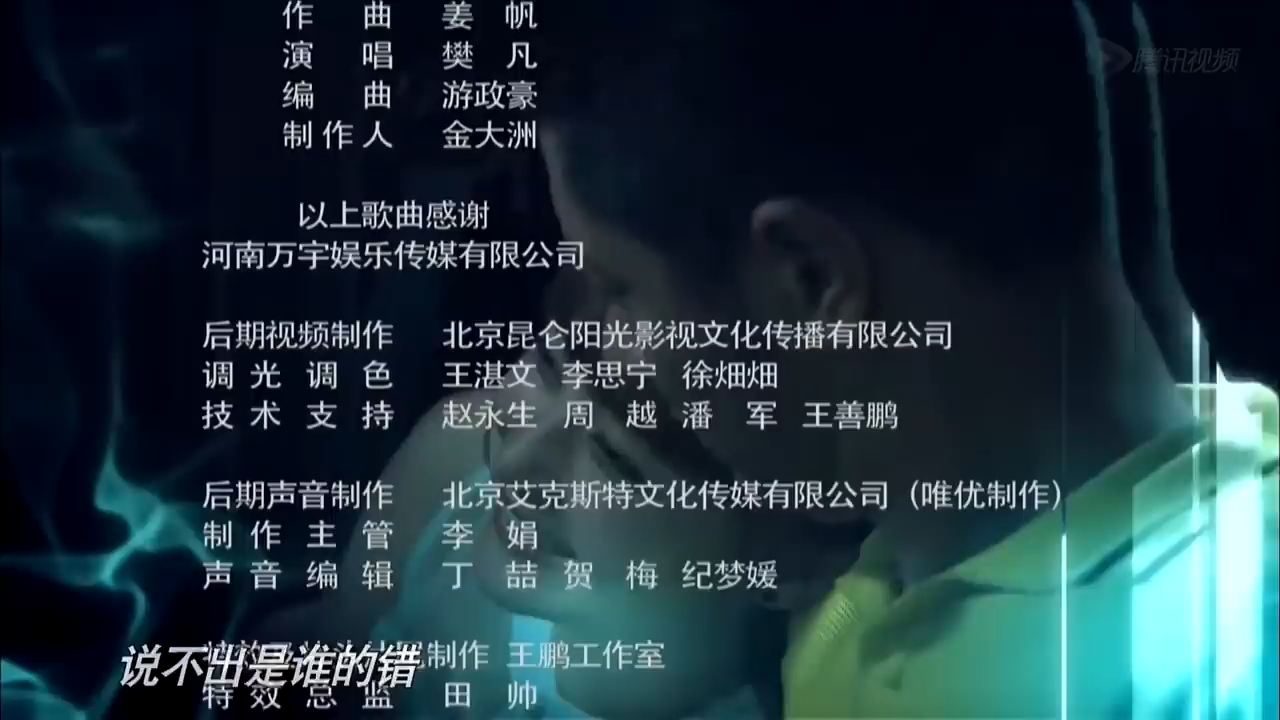 作曲 姜帆
腾讯视频
演唱 樊凡
编曲 游政豪
制作人 金大洲
以上歌曲感谢
河南万宇娱乐传媒有限公司
后期视频制作 北京昆仑阳光影视文化传播有限公司
调光调色 王湛文 李思宁 徐畑畑
技术支持 赵永生 周越 潘军 王善鹏
后期声音制作 北京艾克斯特文化传媒有限公司（唯优制作）
制作主管 李娟
声音编辑 丁喆 贺梅 纪梦媛
制作 王鹏工作室
说不出是谁的错
特效总监 田帅